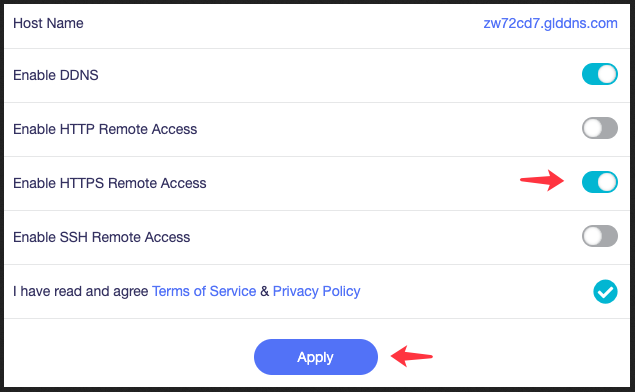 Host Name zw72cd7.glddns.com
Enable DDNS
Enable HTTP Remote Access
Enable HTTPS Remote Access
Enable SSH Remote Access
I have read and agree Terms of Service & Privacy Policy
Apply